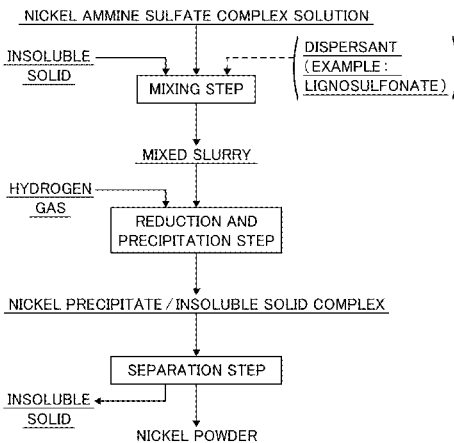 NICKEL AMMINE SULFATE COMPLEX SOLUTION
INSOLUBLE
SOLID
DISPERSANT
(EXAMPLE:
LIGNOSULFONATE)
MIXING STEP
MIXED SLURRY
HYDROGEN
GAS
REDUCTION AND
PRECIPITATION STEP
NICKEL PRECIPITATE/INSOLUBLE SOLID COMPLEX
SEPARATION STEP
INSOLUBLE
SOLID
NICKEL POWDER